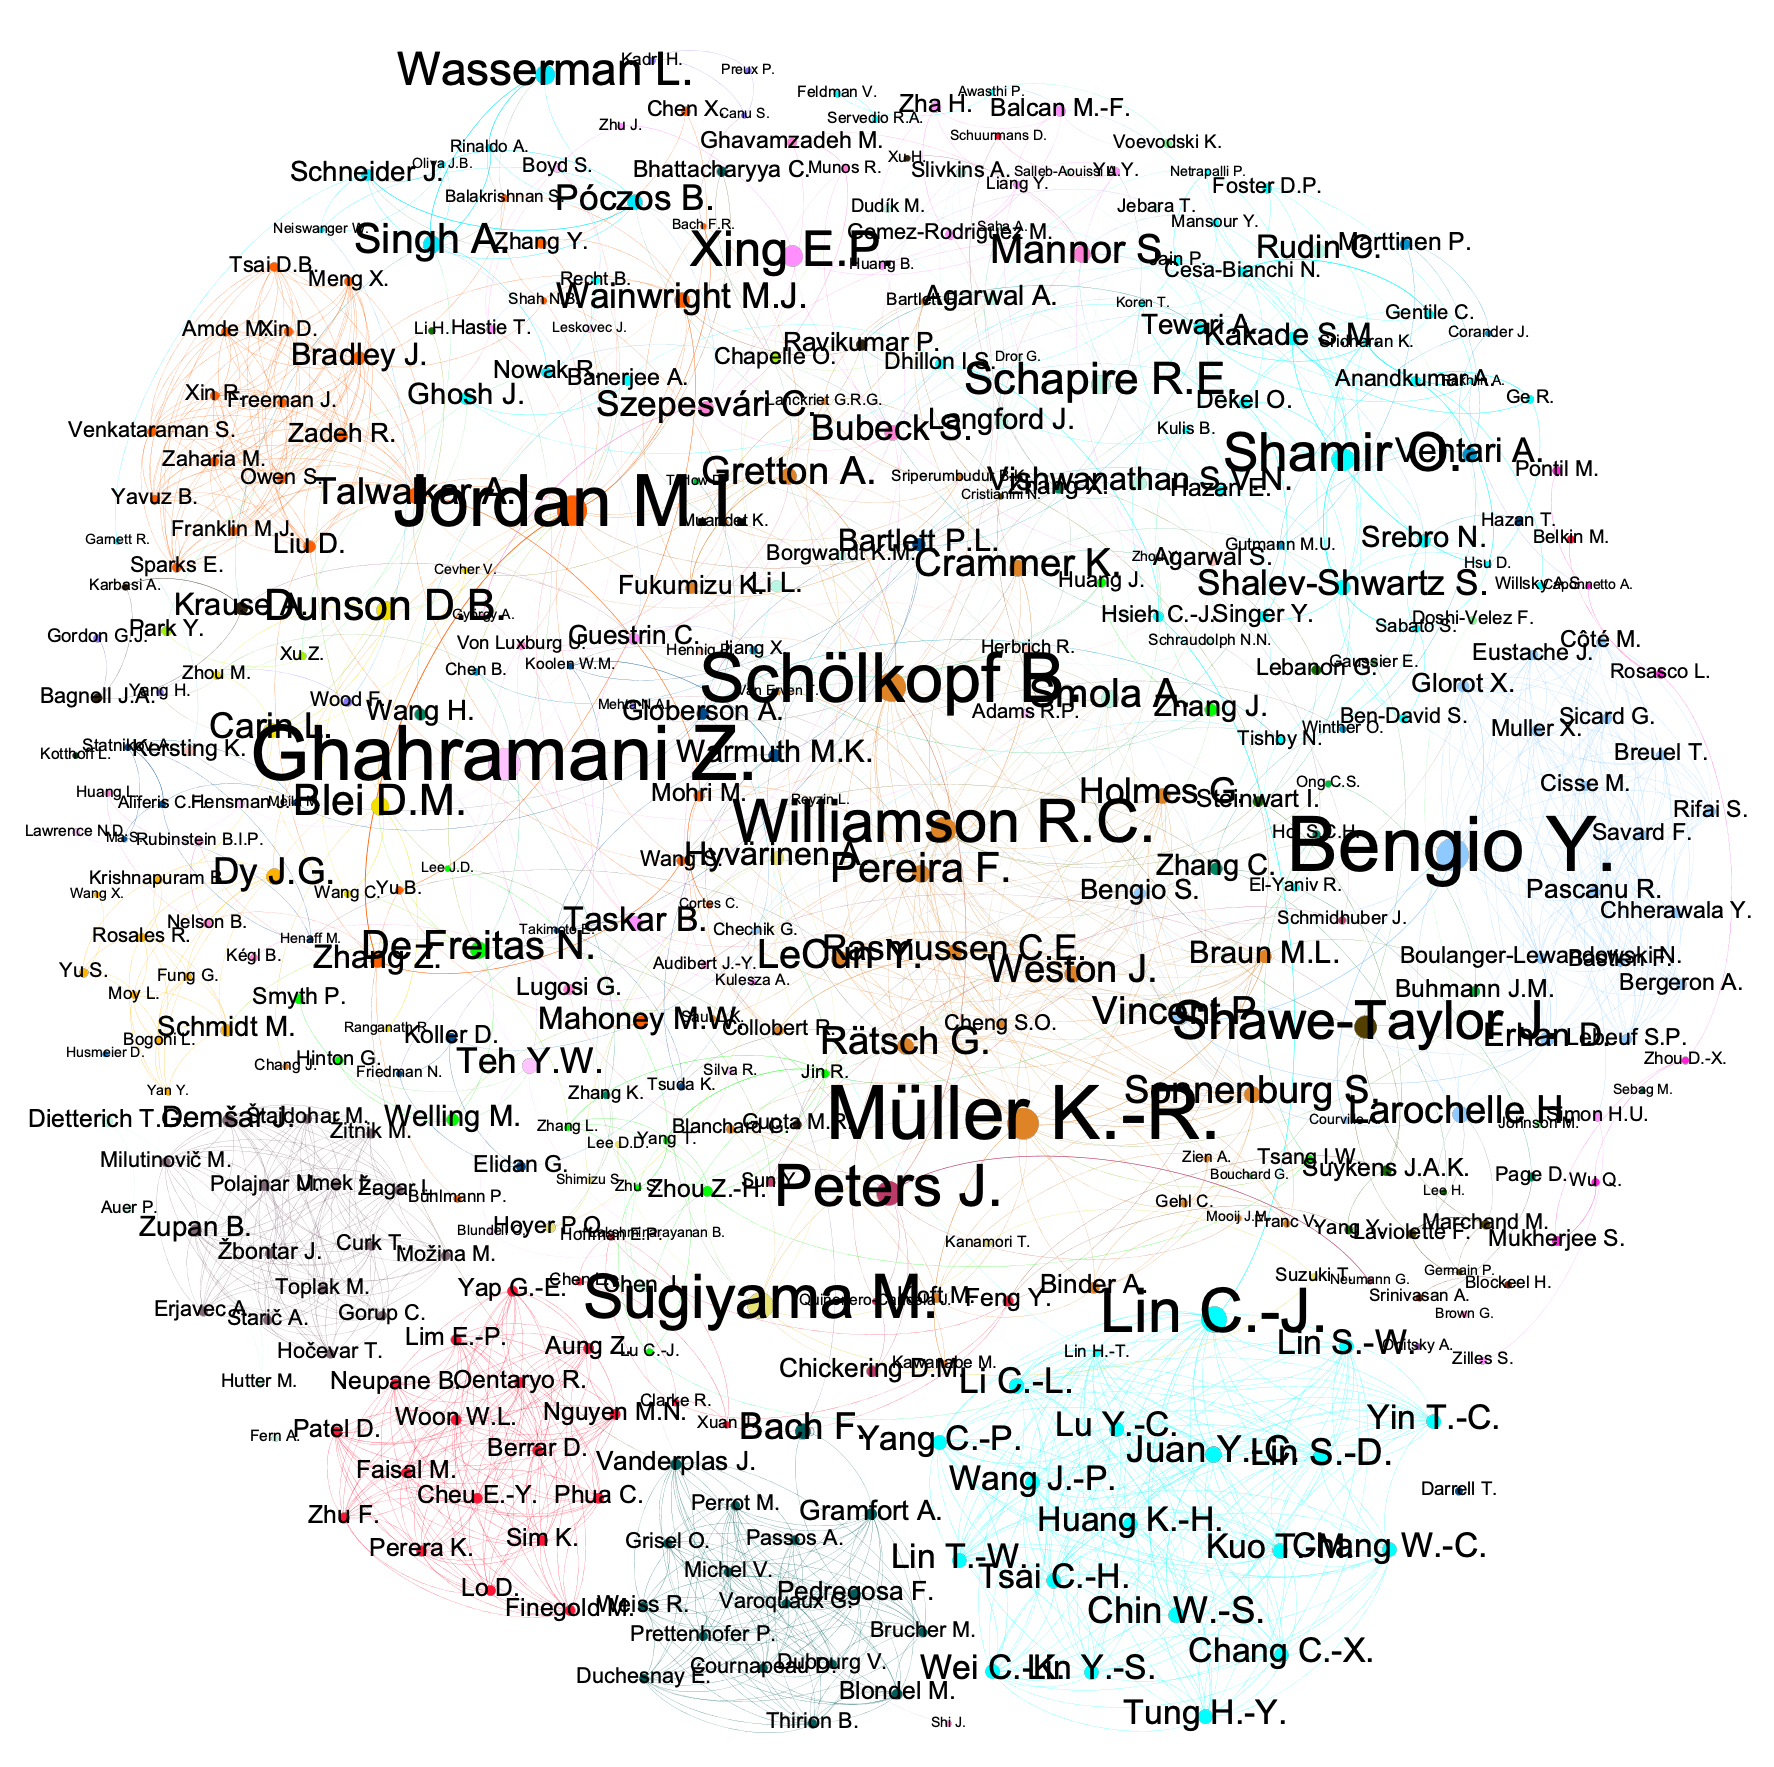 Wasserman L.
Kadri H.
Preux P.
Feldman V.
Awasthi P.
Chen X.
Canu S.
Zha H.
Balcan M.-F.
Zhu J.
Servedio R.A.
Ghavamzadeh M.
Schuurmans D.
Voevodski K.
Rinaldo A.
Oliva J.B.
Boyd S.
Xu H.
Schneider J.
Bhattacharyya C.
Munos R.
Slivkins A.
Salleb-Aouissi A.
Yu Y.
Netrapalli P.
Liang Y.
Foster D.P.
Balakrishnan S.
Póczos B.
Dudík M.
Jebara T.
Mansour Y.
Neiswanger W.
Bach F.R.
Saha A.
Singh A.
Zhang Y.
Xing E.P.
Gomez-Rodriguez M.
Mannor S.
Rudin C.
Marttinen P.
Jain P.
Tsai D.B.
Huang B.
Cesa-Bianchi N.
Meng X.
Recht B.
Shah N.B.
Wainwright M.J.
Bartlett P.
Agarwal A.
Koren T.
Gentile C.
Amde M.
Xin D.
Li H.
Hastie T.
Leskovec J.
Tewari A.
Kakade S.M.
Sridharan K.
Corander J.
Bradley J.
Chapelle O.
Ravikumar P.
Dhillon I.S.
Dror G.
Nowak R.
Banerjee A.
Schapire R.E.
Anandkumar A.
Xin R.
Freeman J.
Ghosh J.
Szepesvári C.
Lanckriet G.R.G.
Dekel O.
Ge R.
Venkataraman S.
Zadeh R.
Bubeck S.
Langford J.
Kulis B.
Zaharia M.
Owen S.
Shamir O.
Ventari A.
Pontil M.
Yavuz B.
Talwalkar A.
Jordan M.I.
Gretton A.
Sriperumbudur B.K.
Cristianini N.
Vishwanathan S.V.N.
Zhang X.
Hazan E.
Franklin M.J.
Muandet K.
Hazan T.
Garnett R.
Liu D.
Bartlett P.L.
Borgwardt K.M.
Srebro N.
Belkin M.
Gutmann M.U.
Sparks E.
Cevher V.
Crammer K.
Agarwal S.
Hsu D.
Karbasi A.
Fukumizu K.
Li L.
Huang J.
Shalev-Shwartz S.
Willsky A.S.
Caponnetto A.
Krause A.
Dunson D.B.
György A.
Hsieh C.-J.
Singer Y.
Doshi-Velez F.
Sabato S.
Gordon G.J.
Park Y.
Von Luxburg U.
Guestrin C.
Hennig P.
Jiang X.
Herbrich R.
Schraudolph N.N.
Côté M.
Eustache J.
Xu Z.
Koolen W.M.
Chen B.
Lebanon G.
Gaussier E.
Rosasco L.
Zhou M.
Schölkopf B.
Van Erven T.
Smola A.
Glorot X.
Bagnell J.A.
Yang H.
Wood F.
Wang H.
Mehta N.A.
Globerson A.
Adams R.P.
Zhang J.
Ben-David S.
Sicard G.
Carin L.
Tishby N.
Winther O.
Muller X.
Statnikov A.
Kotthoff L.
Kersting K.
Ghahramani Z.
Warmuth M.K.
Breuel T.
Huang L.
Aliferis C.F.
Hensman J.
Blei D.M.
Mohri M.
Reyzin L.
Holmes G.
Steinwart I.
Ong C.S.
Cisse M.
Rifai S.
Lawrence N.D.
Ma S.
Rubinstein B.I.P.
Williamson R.C.
Hoi S.C.H.
Savard F.
Bengio Y.
Krishnapuram B.
Dy J.G.
Lee J.D.
Wang S.
Hyvärinen A.
Pereira F.
Zhang C.
Wang X.
Wang C.
Yu B.
Bengio S.
El-Yaniv R.
Pascanu R.
Nelson B.
Cortes C.
Taskar B.
Takimoto E.
Chechik G.
Schmidhuber J.
Chherawala Y.
Rosales R.
Henaff M.
Kégl B.
Zhang Z.
De Freitas N.
Audibert J.-Y.
LeCun Y.
Rasmussen C.E.
Weston J.
Braun M.L.
Boulanger-Lewandowski N.
Bastien F.
Yu S.
Fung G.
Lugosi G.
Kulesza A.
Buhmann J.M.
Bergeron A.
Moy L.
Smyth P.
Schmidt M.
Ranganath R.
Mahoney M.W.
Saul L.K.
Collobert R.
Cheng S.O.
Vincent P.
Shawe-Taylor J.
Bogoni L.
Koller D.
Rätsch G.
Erhan D.
Lebeuf S.P.
Husmeier D.
Chang J.
Hinton G.
Friedman N.
Teh Y.W.
Silva R.
Jin R.
Zhou D.-X.
Yan Y.
Zhang K.
Tsuda K.
Sonnenburg S.
Sebag M.
Dietterich T.G.
Demšar J.
Štajdohar M.
Žitnik M.
Welling M.
Zhang L.
Lee D.D.
Yang T.
Blanchard G.
Gupta M.R.
Müller K.-R.
Courville A.
Larochelle H.
Johnson M.
Simon H.U.
Milutinovič M.
Elidan G.
Zien A.
Tsang I.W.
Bouchard G.
Suykens J.A.K.
Page D.
Polajnar M.
Umek L.
Žagar L.
Bühlmann P.
Shimizu S.
Zhu S.
Zhou Z.-H.
Sun Y.
Peters J.
Lee H.
Wu Q.
Auer P.
Gehl C.
Mooij J.M.
Zupan B.
Blundell C.
Hoyer P.O.
Hoffman E.P.
Lakshminarayanan B.
Franc V.
Yang Y.
Laviolette F.
Marchand M.
Mukherjee S.
Žbontar J.
Curk T.
Možina M.
Kanamori T.
Toplak M.
Yap G.-E.
Chen L.
Chen J.
Binder A.
Suzuki T.
Neumann G.
Germain P.
Blockeel H.
Erjavec A.
Starič A.
Gorup C.
Sugiyama M.
Quiñonero-Candela J.
Kloft M.
Feng Y.
Lin C.-J.
Srinivasan A.
Brown G.
Hočevar T.
Lim E.-P.
Aung Z.
Lu C.-J.
Lin H.-T.
Lin S.-W.
Orlitsky A.
Zilles S.
Hutter M.
Neupane B.
Oentaryo R.
Chickering D.M.
Kawanabe M.
Li C.-L.
Clarke R.
Fern A.
Patel D.
Woon W.L.
Nguyen M.N.
Xuan J.
Bach F.
Yang C.-P.
Lu Y.-C.
Yin T.-C.
Berrar D.
Juan Y.-C.
Lin S.-D.
Faisal M.
Vanderplas J.
Wang J.-P.
Darrell T.
Cheu E.-Y.
Phua C.
Perrot M.
Gramfort A.
Zhu F.
Huang K.-H.
Perera K.
Sim K.
Grisel O.
Passos A.
Lin T.-W.
Kuo T.-M.
Chang W.-C.
Michel V.
Tsai C.-H.
Lo D.
Pedregosa F.
Finegold M.
Weiss R.
Varoquaux G.
Chin W.-S.
Prettenhofer P.
Brucher M.
Chang C.-X.
Duchesnay E.
Cournapeau D.
Dubourg V.
Wei C.-K.
Lin Y.-S.
Blondel M.
Thirion B.
Shi J.
Tung H.-Y.